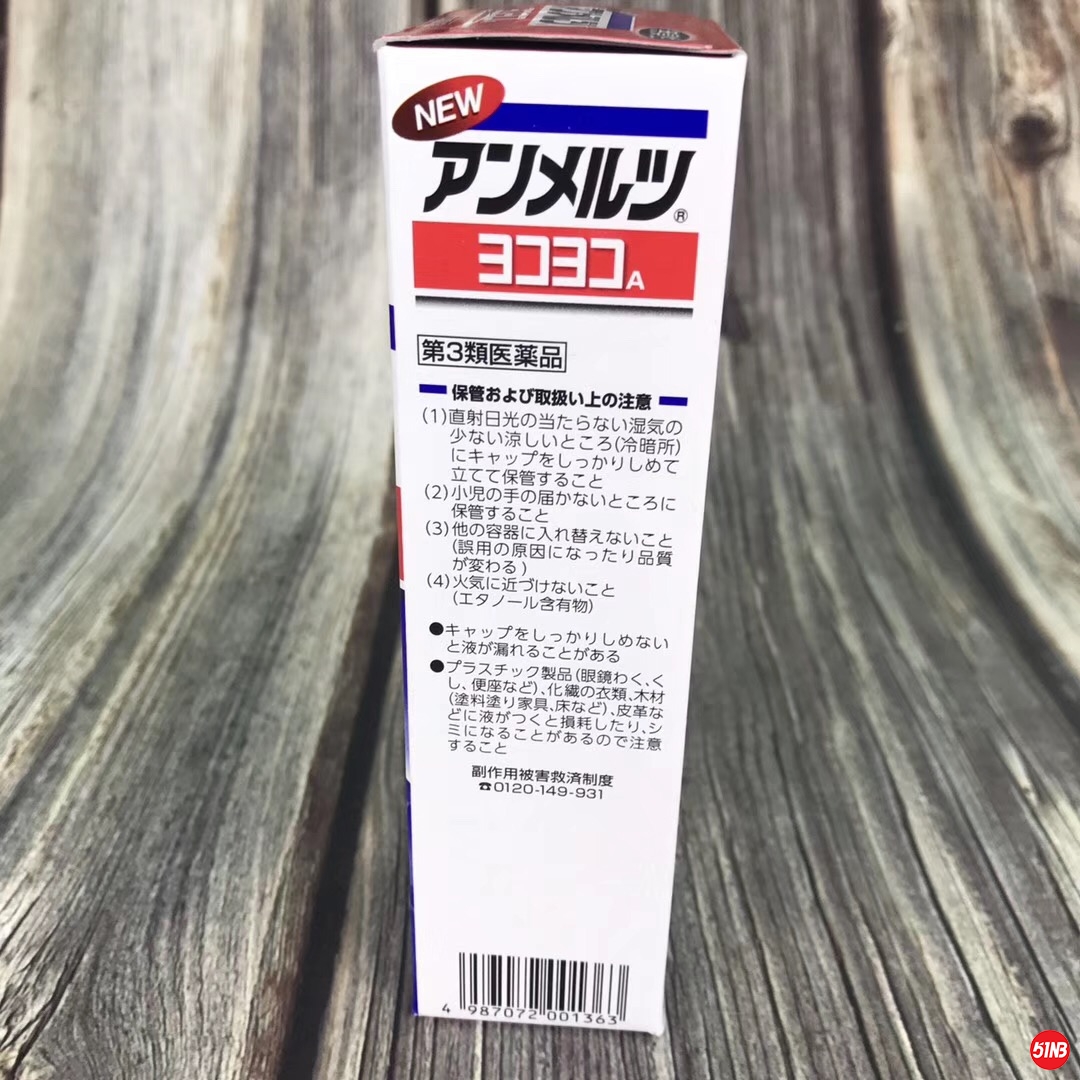 NEW
アンメルツ®
ヨコヨコA
第3類医薬品
保管および取扱い上の注意
(1)直射日光の当たらない湿気の
少ない涼しいところ(冷暗所)
にキャップをしっかりしめて
立てて保管すること
(2)小児の手の届かないところに
保管すること
(3)他の容器に入れ替えないこと
(誤用の原因になったり品質
が変わる)
(4)火気に近づけないこと
(エタノール含有物)
●キャップをしっかりしめない
と液が漏れることがある
●プラスチック製品(眼鏡わく、く
し、便座など)、化繊の衣類、木材
(塗料塗り家具、床など)、皮革な
どに液がつくと損耗したり、シ
ミになることがあるので注意
すること
副作用被害救済制度
☎0120-149-931
4 987072 001363
51NB